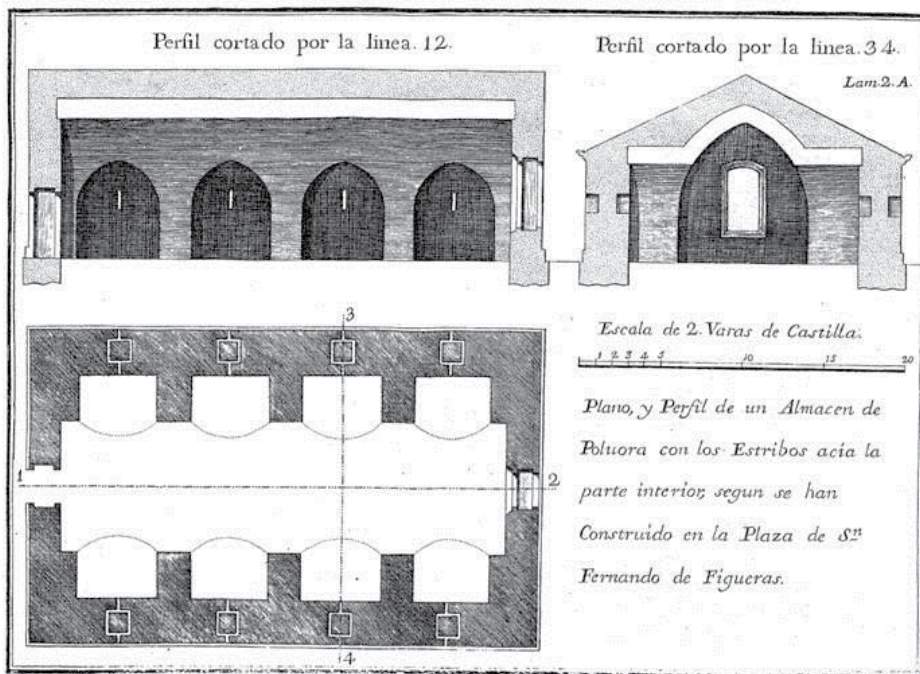 Perfil cortado por la linea. 12.
Perfil cortado por la linea. 34.
Lam. 2. A.
3
1
2
4
Escala de 2. Varas de Castilla.
1 2 3 4 5 10 15 20
Plano, y Perfil de un Almacen de
Poluora con los Estribos acía la
parte interior, segun se han
Construido en la Plaza de Sn.
Fernando de Figueras.